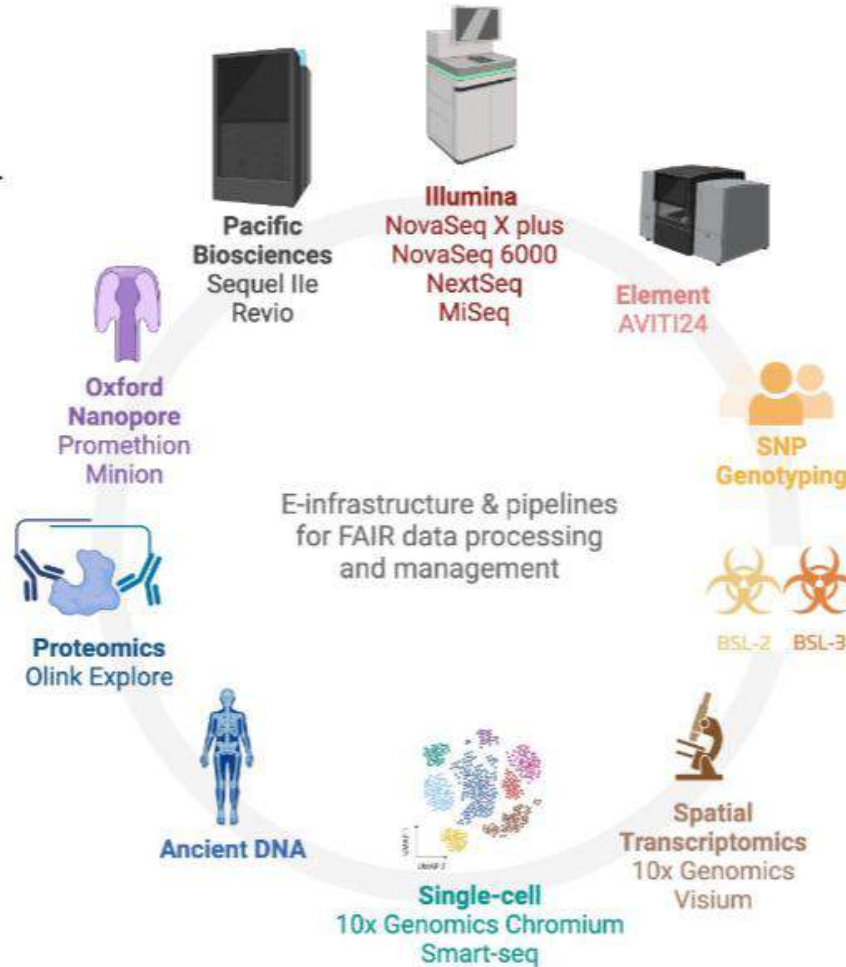 Illumina
NovaSeq X plus
NovaSeq 6000
NextSeq
MiSeq
Element
AVITI24
SNP
Genotyping
BSL-2 BSL-3
Spatial
Transcriptomics
10x Genomics
Visium
Single-cell
10x Genomics Chromium
Smart-seq
Ancient DNA
Proteomics
Olink Explore
Oxford
Nanopore
Promethion
Minion
Pacific
Biosciences
Sequel IIe
Revio
E-infrastructure & pipelines
for FAIR data processing
and management